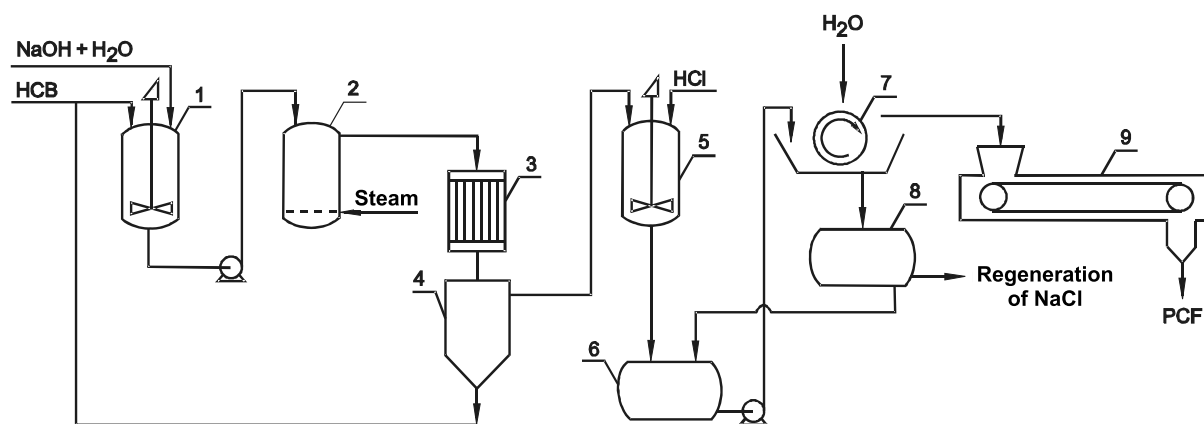 H2O
NaOH + H2O
HCB
1
2
HCl
7
5
3
9
Steam
8
4
Regeneration
of NaCl
PCF
6